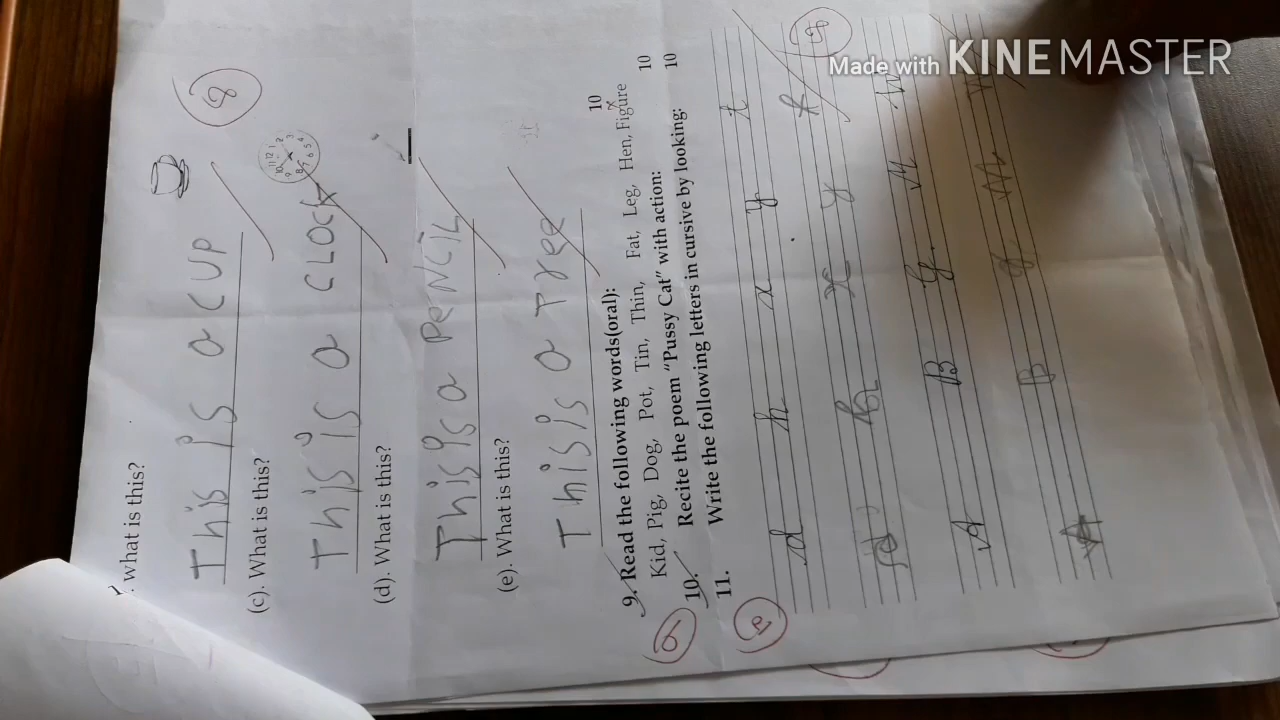 . what is this?
This is a CUP
(c). What is this?
This is a CLOCK
(d). What is this?
This is a PeNCiL
(e). What is this?
This is a Tree
9. Read the following words(oral): 10
Kid, Pig, Dog, Pot, Tin, Thin, Fat, Leg, Hen, Figure 10
10. Recite the poem "Pussy Cat" with action: 10
11. Write the following letters in cursive by looking:
d h x y t
A B y M W
Made with KINEMASTER